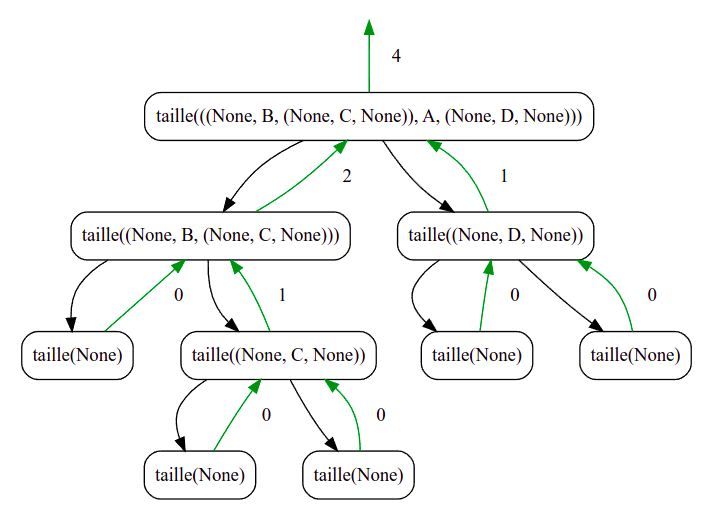 4
taille(((None, B, (None, C, None)), A, (None, D, None)))
2
1
taille((None, B, (None, C, None)))
taille((None, D, None))
0
1
0
0
taille(None)
taille((None, C, None))
taille(None)
taille(None)
0
0
taille(None)
taille(None)